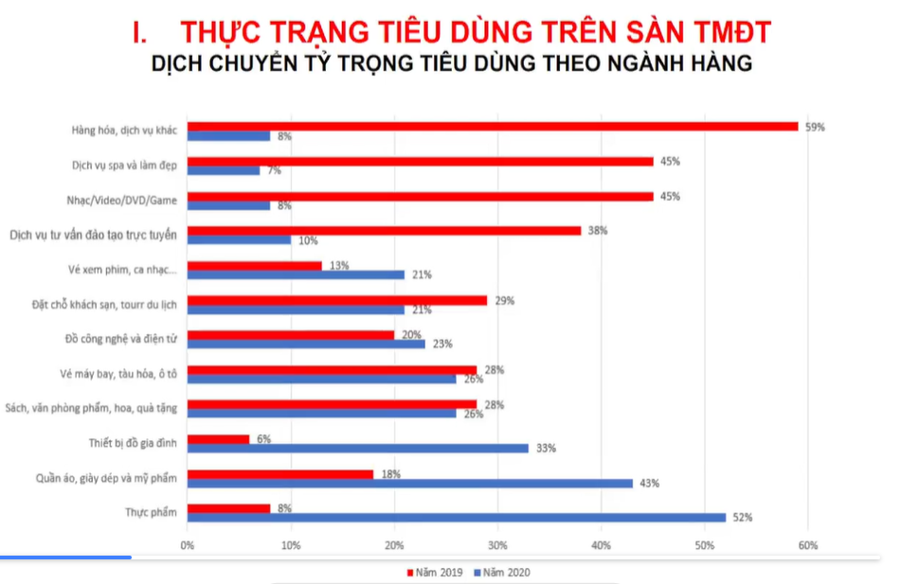 I. THỰC TRẠNG TIÊU DÙNG TRÊN SÀN TMĐT
DỊCH CHUYỂN TỶ TRỌNG TIÊU DÙNG THEO NGÀNH HÀNG
Hàng hóa, dịch vụ khác 59% 8%
Dịch vụ spa và làm đẹp 45% 7%
Nhạc/Video/DVD/Game 45% 8%
Dịch vụ tư vấn đào tạo trực tuyến 38% 10%
Vé xem phim, ca nhạc... 13% 21%
Đặt chỗ khách sạn, tourr du lịch 29% 21%
Đồ công nghệ và điện tử 20% 23%
Vé máy bay, tàu hỏa, ô tô 28% 26%
Sách, văn phòng phẩm, hoa, quà tặng 28% 26%
Thiết bị đồ gia đình 6% 33%
Quần áo, giày dép và mỹ phẩm 18% 43%
Thực phẩm 8% 52%
0% 10% 20% 30% 40% 50% 60%
Năm 2019 Năm 2020